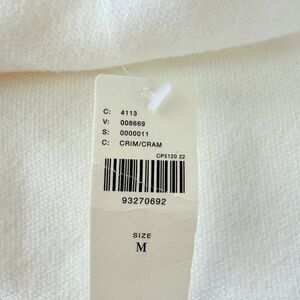 C: 4113
V: 008669
S: 0000011
C: CRIM/CRAM
CP5120 22
93270692
SIZE
M